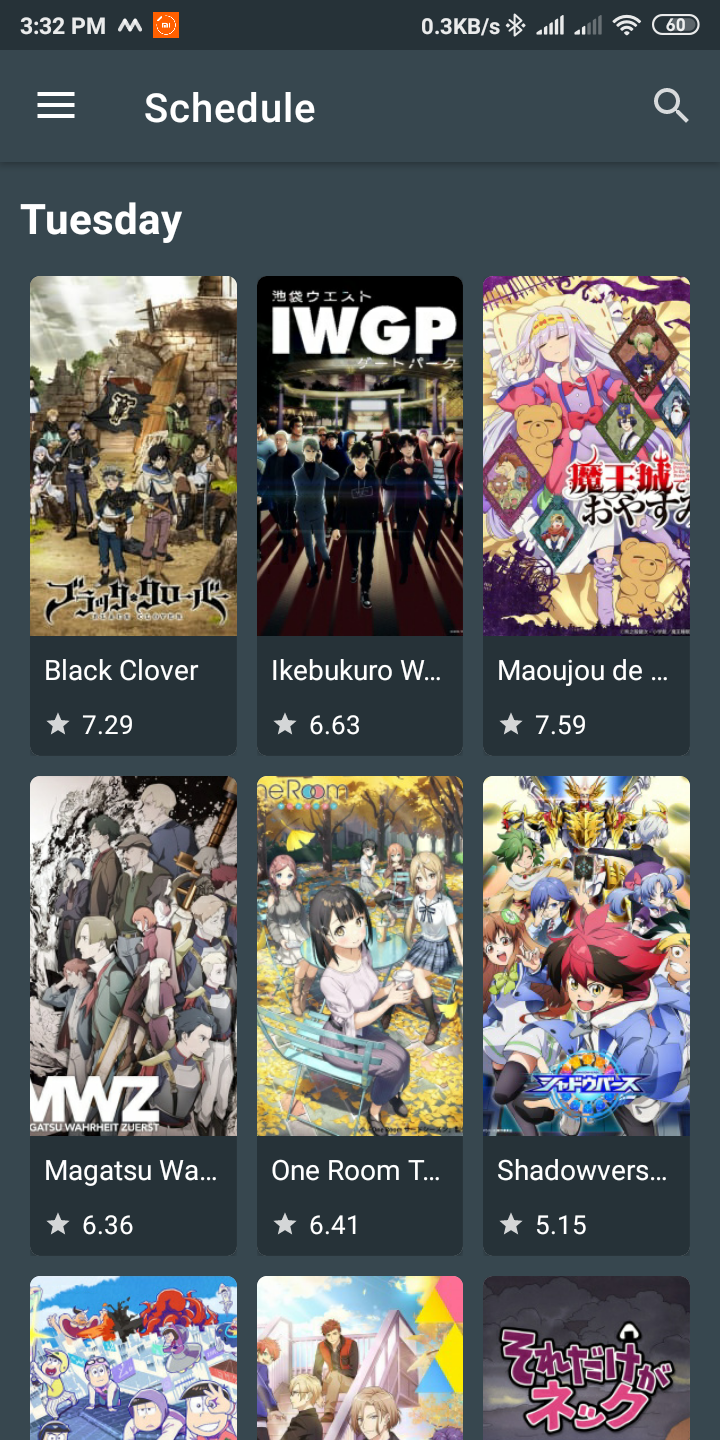 3:32 PM
0.3KB/s
60
Schedule
Tuesday
ブラッククローバー
BLACK CLOVER
池袋ウエスト
IWGP
ゲートパーク
魔王城で
おやすみ
Black Clover
Ikebukuro W...
Maoujou de ...
7.29
6.63
7.59
neRoom
MWZ
GATSU WAHRHEIT ZUERST
シャドウバース
Magatsu Wa...
One Room T...
Shadowvers...
6.36
6.41
5.15
それだけが
ネック